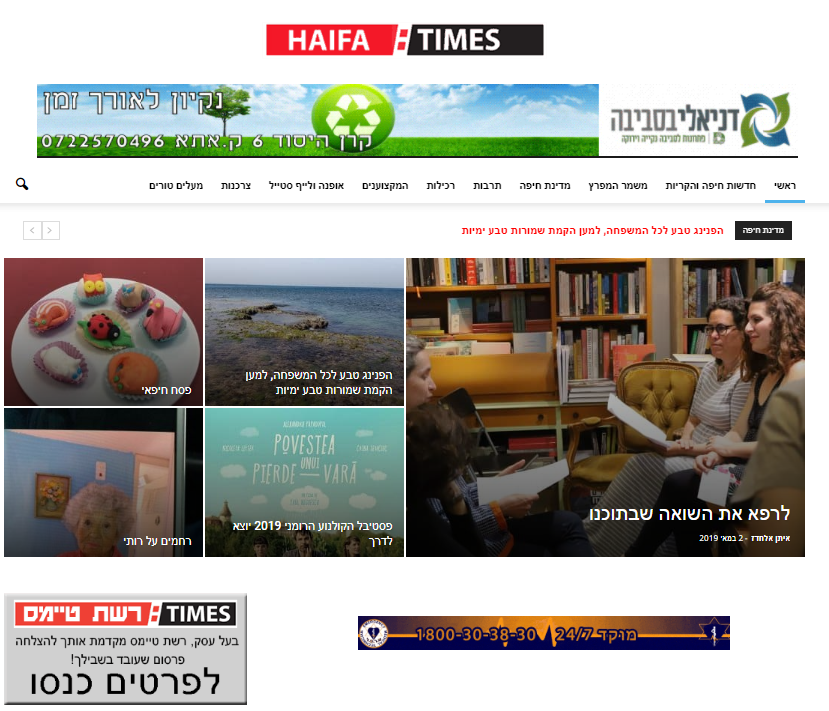 HAIFA TIMES
נקיון לאורך זמן
קרן היסוד 6 ק.אתא 0722570496
דניאלי בסביבה
פתרונות לסביבה נקייה וירוקה
ראשי
חדשות חיפה והקריות
משמר המפרץ
מדינת חיפה
תרבות
רכילות
המקצוענים
אופנה ולייף סטייל
צרכנות
מעלים טורים
מדינת חיפה
הפנינג טבע לכל המשפחה, למען הקמת שמורות טבע ימיות
לרפא את השואה שבתוכנו
איתן אלחדד - 2 במאי 2019
הפנינג טבע לכל המשפחה, למען
הקמת שמורות טבע ימיות
פסח חיפאי
POVESTEA
UNUI
PIERDE VARĂ
פסטיבל הקולנוע הרומני 2019 יוצא
לדרך
רחמים על רותי
מוקד 24/7 1-800-30-38-30
רשת טיימס TIMES
בעל עסק, רשת טיימס מקדמת אותך להצלחה
פרסום שעובד בשבילך!
לפרטים כנסו